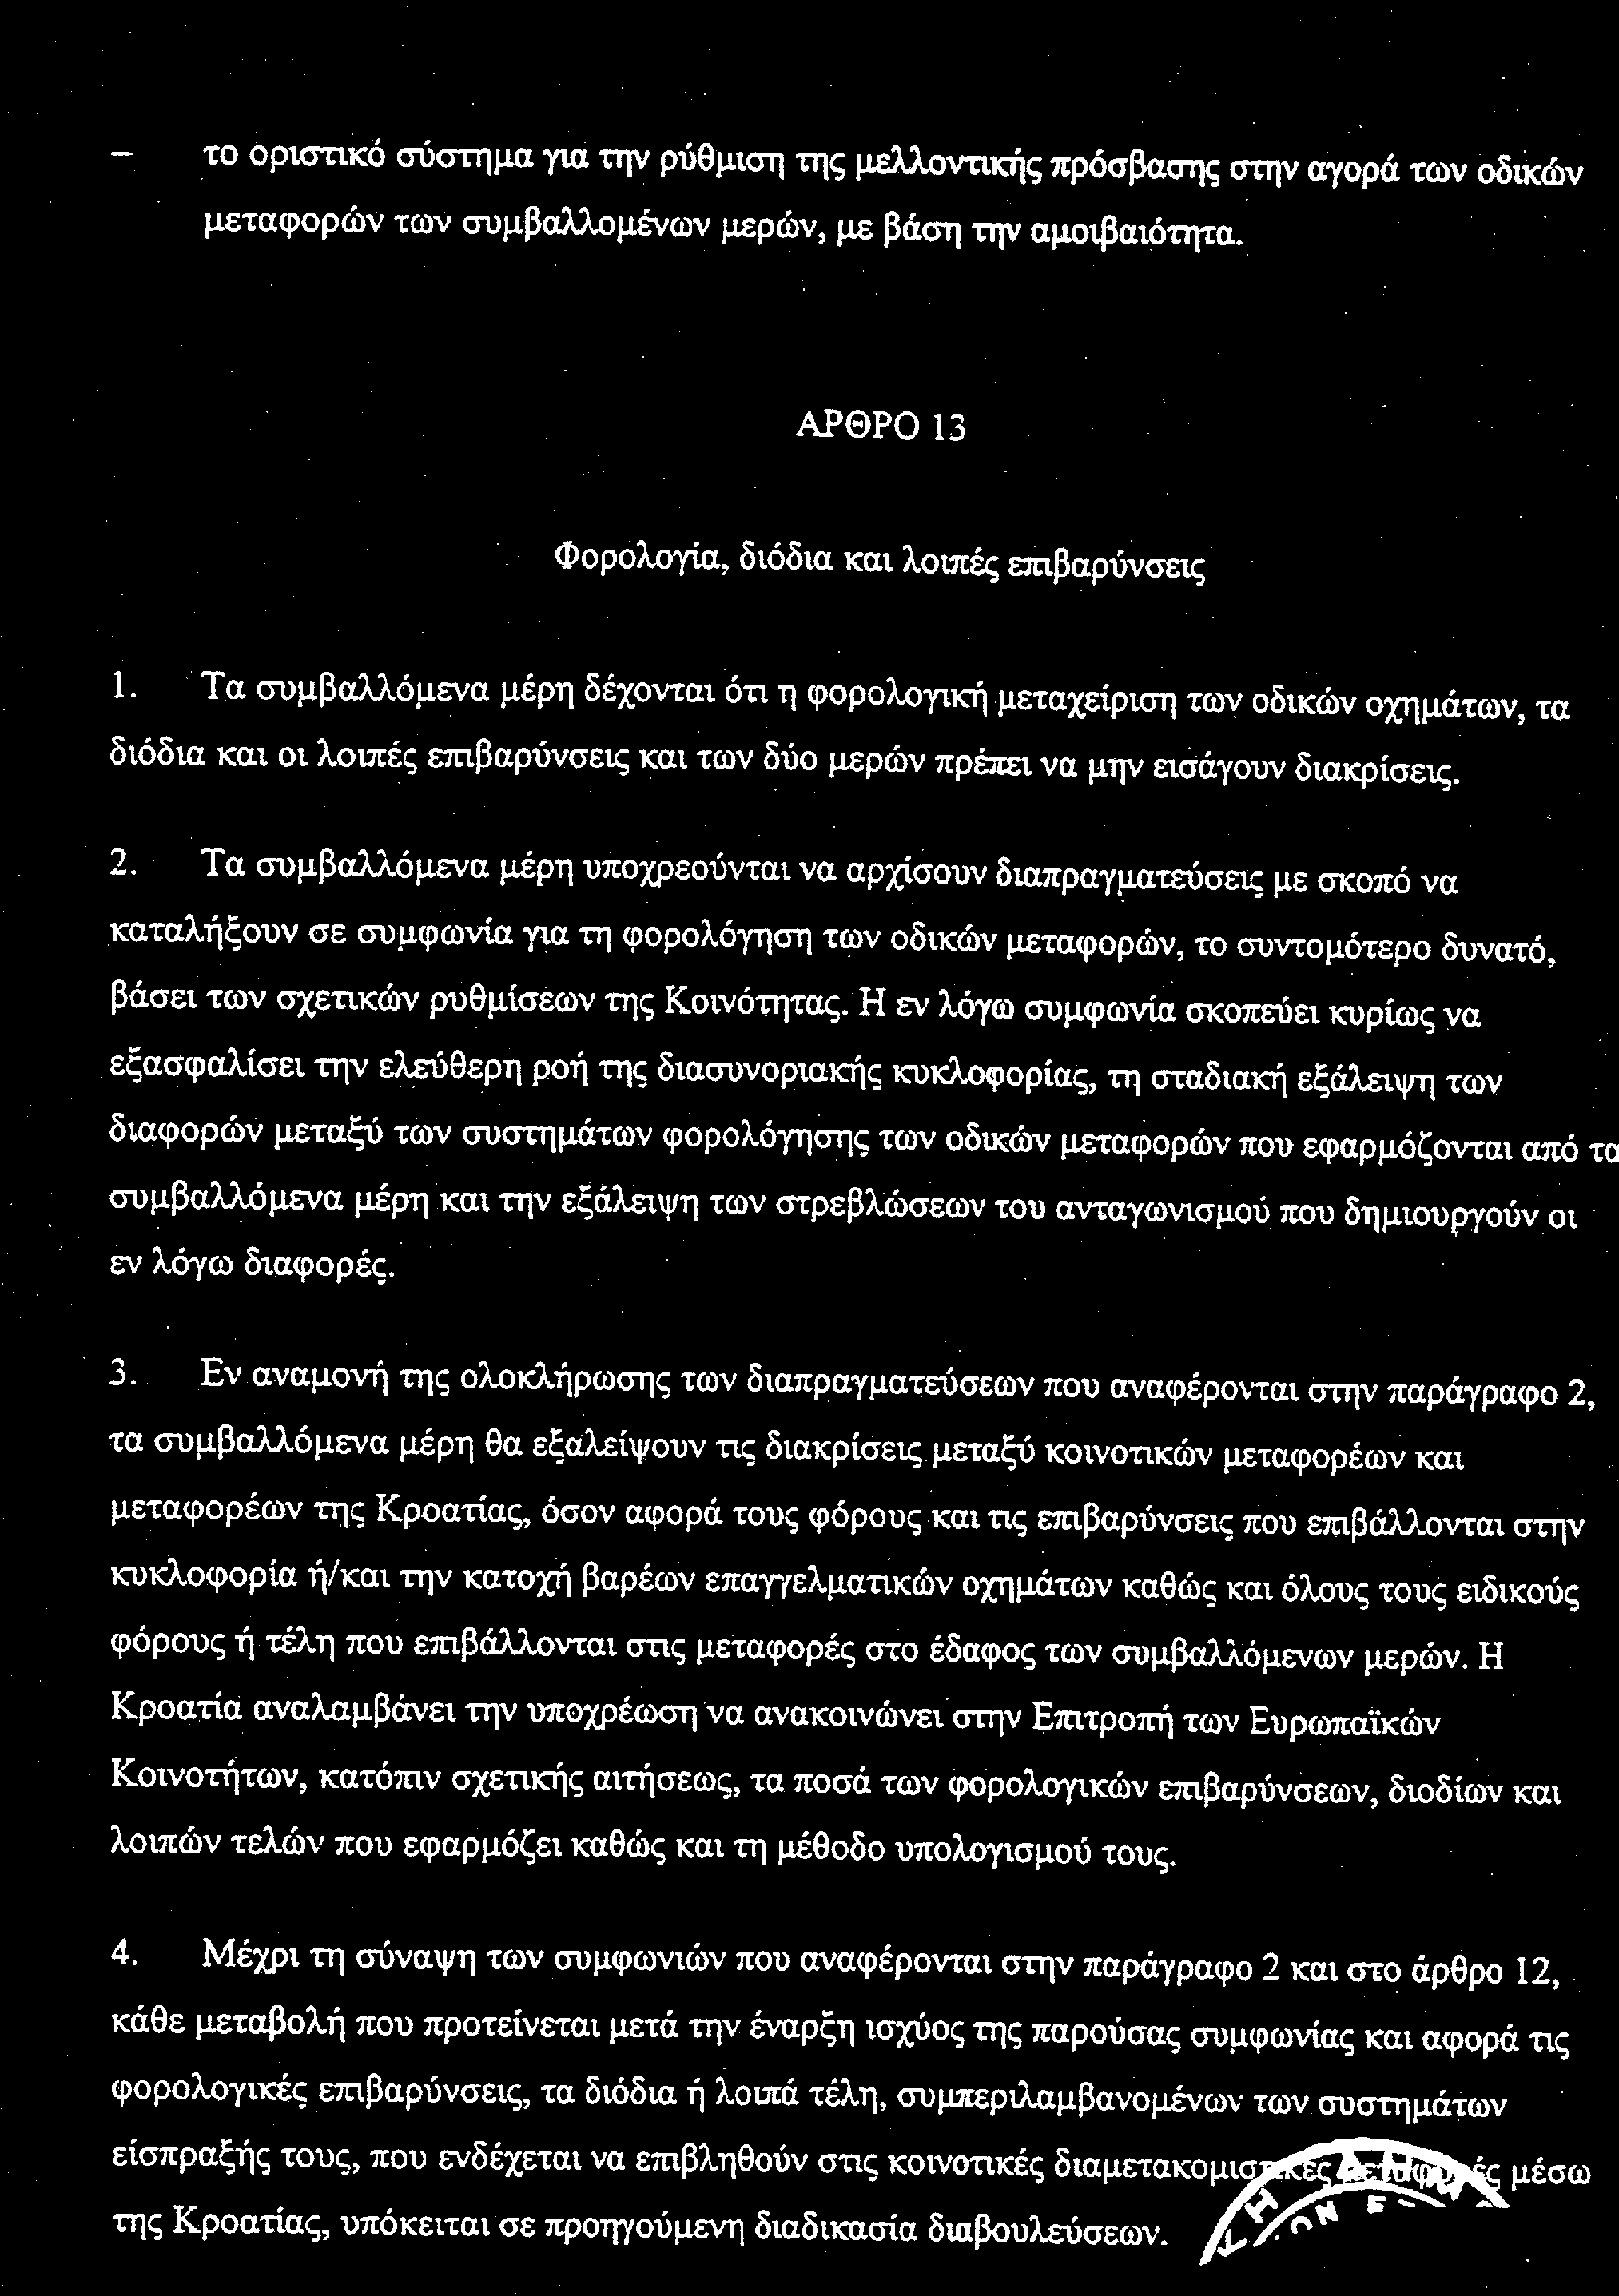 – το οριστικό σύστημα για την ρύθμιση της μελλοντικής πρόσβασης στην αγορά των οδικών
μεταφορών των συμβαλλομένων μερών, με βάση την αμοιβαιότητα.
ΑΡΘΡΟ 13
Φορολογία, διόδια και λοιπές επιβαρύνσεις
1. Τα συμβαλλόμενα μέρη δέχονται ότι η φορολογική μεταχείριση των οδικών οχημάτων, τα
διόδια και οι λοιπές επιβαρύνσεις και των δύο μερών πρέπει να μην εισάγουν διακρίσεις.
2. Τα συμβαλλόμενα μέρη υποχρεούνται να αρχίσουν διαπραγματεύσεις με σκοπό να
καταλήξουν σε συμφωνία για τη φορολόγηση των οδικών μεταφορών, το συντομότερο δυνατό,
βάσει των σχετικών ρυθμίσεων της Κοινότητας. Η εν λόγω συμφωνία σκοπεύει κυρίως να
εξασφαλίσει την ελεύθερη ροή της διασυνοριακής κυκλοφορίας, τη σταδιακή εξάλειψη των
διαφορών μεταξύ των συστημάτων φορολόγησης των οδικών μεταφορών που εφαρμόζονται από τα
συμβαλλόμενα μέρη και την εξάλειψη των στρεβλώσεων του ανταγωνισμού που δημιουργούν οι
εν λόγω διαφορές.
3. Εν αναμονή της ολοκλήρωσης των διαπραγματεύσεων που αναφέρονται στην παράγραφο 2,
τα συμβαλλόμενα μέρη θα εξαλείψουν τις διακρίσεις μεταξύ κοινοτικών μεταφορέων και
μεταφορέων της Κροατίας, όσον αφορά τους φόρους και τις επιβαρύνσεις που επιβάλλονται στην
κυκλοφορία ή/και την κατοχή βαρέων επαγγελματικών οχημάτων καθώς και όλους τους ειδικούς
φόρους ή τέλη που επιβάλλονται στις μεταφορές στο έδαφος των συμβαλλόμενων μερών. Η
Κροατία αναλαμβάνει την υποχρέωση να ανακοινώνει στην Επιτροπή των Ευρωπαϊκών
Κοινοτήτων, κατόπιν σχετικής αιτήσεως, τα ποσά των φορολογικών επιβαρύνσεων, διοδίων και
λοιπών τελών που εφαρμόζει καθώς και τη μέθοδο υπολογισμού τους.
4. Μέχρι τη σύναψη των συμφωνιών που αναφέρονται στην παράγραφο 2 και στο άρθρο 12,
κάθε μεταβολή που προτείνεται μετά την έναρξη ισχύος της παρούσας συμφωνίας και αφορά τις
φορολογικές επιβαρύνσεις, τα διόδια ή λοιπά τέλη, συμπεριλαμβανομένων των συστημάτων
είσπραξής τους, που ενδέχεται να επιβληθούν στις κοινοτικές διαμετακομιστικές μεταφορές μέσω
της Κροατίας, υπόκειται σε προηγούμενη διαδικασία διαβουλεύσεων.